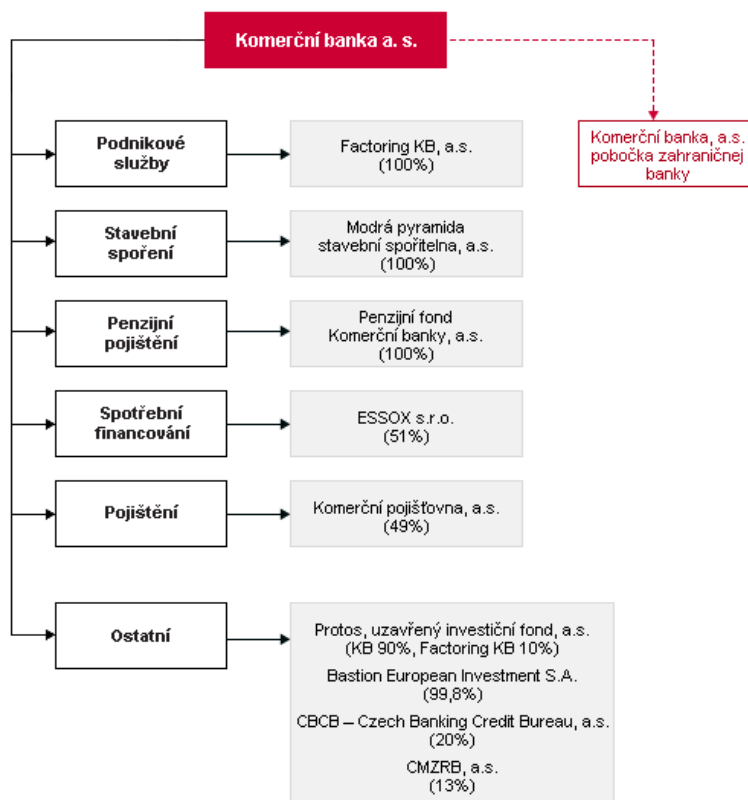 Komerční banka a. s.
Komerční banka, a.s.
pobočka zahraničnej
banky
Podnikové
služby
Factoring KB, a.s.
(100%)
Stavební
spoření
Modrá pyramida
stavební spořitelna, a.s.
(100%)
Penzijní
pojištění
Penzijní fond
Komerční banky, a.s.
(100%)
Spotřební
financování
ESSOX s.r.o.
(51%)
Pojištění
Komerční pojišťovna, a.s.
(49%)
Ostatní
Protos, uzavřený investiční fond, a.s.
(KB 90%, Factoring KB 10%)
Bastion European Investment S.A.
(99,8%)
CBCB – Czech Banking Credit Bureau, a.s.
(20%)
CMZRB, a.s.
(13%)